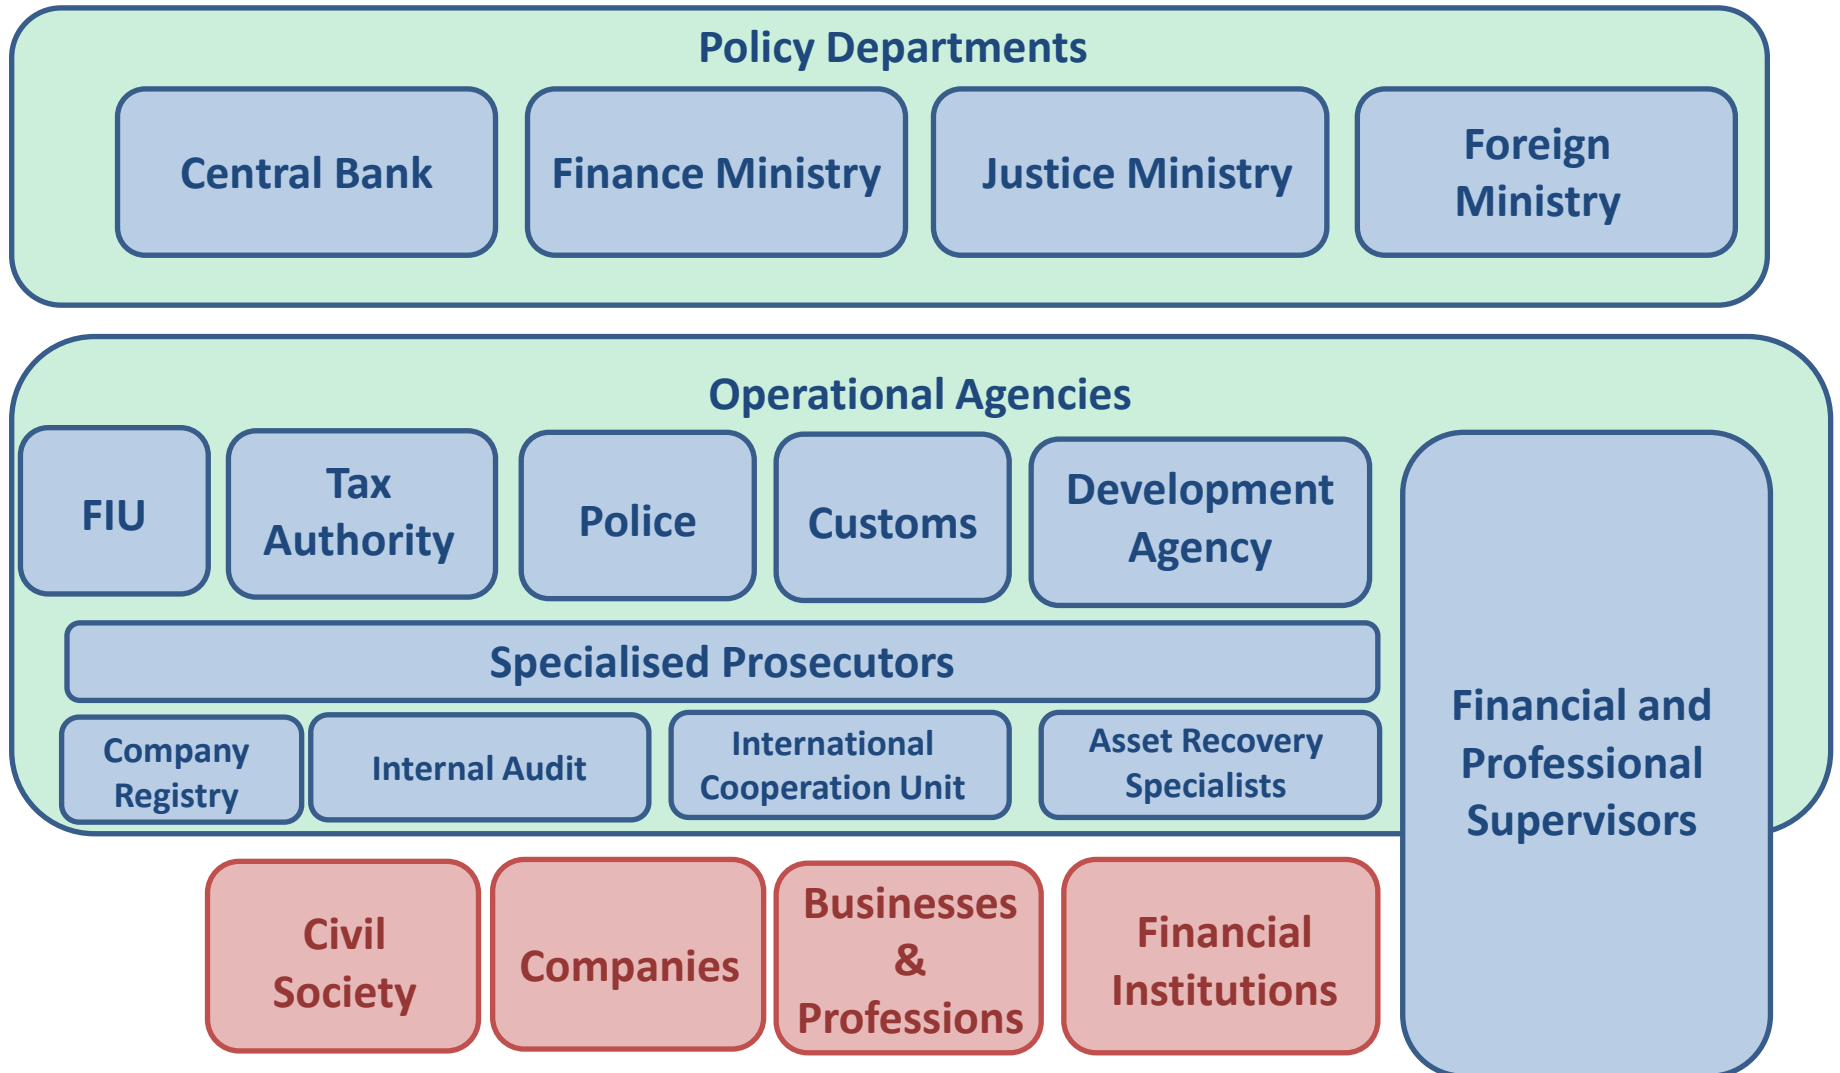 Policy Departments
Central Bank
Finance Ministry
Justice Ministry
Foreign
Ministry
Operational Agencies
FIU
Tax
Authority
Police
Customs
Development
Agency
Specialised Prosecutors
Company
Registry
Internal Audit
International
Cooperation Unit
Asset Recovery
Specialists
Financial and
Professional
Supervisors
Civil
Society
Companies
Businesses
&
Professions
Financial
Institutions